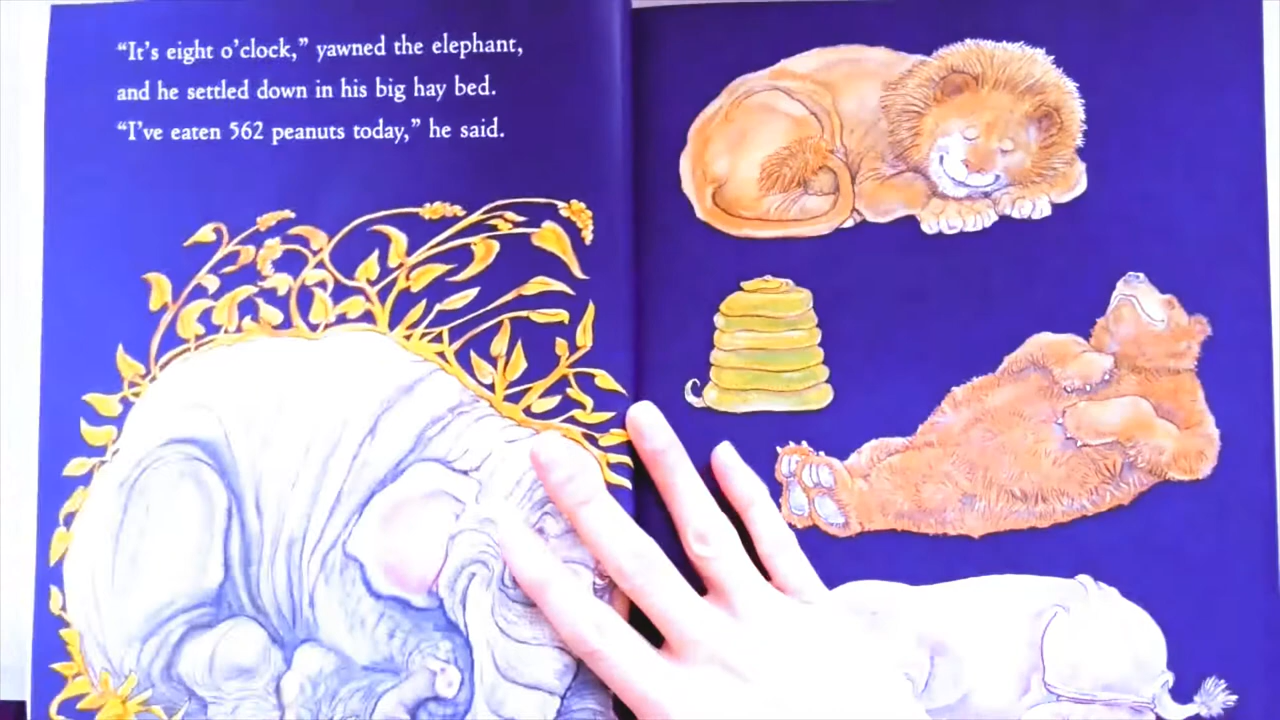 “It’s eight o’clock,” yawned the elephant,
and he settled down in his big hay bed.
“I’ve eaten 562 peanuts today,” he said.